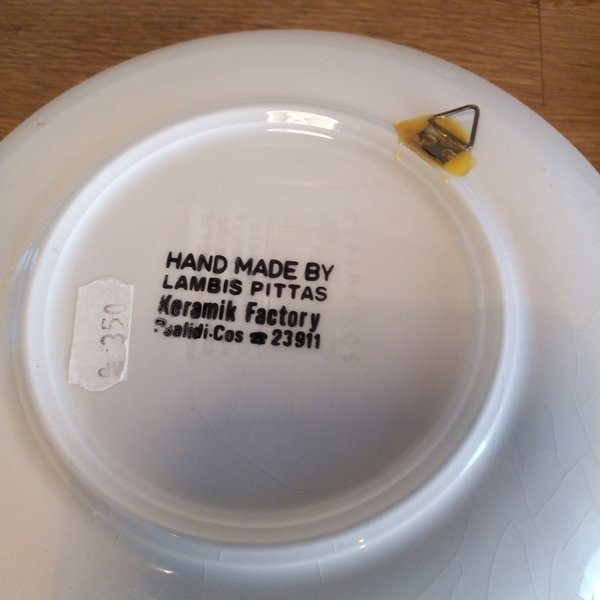 HAND MADE BY
LAMBIS PITTAS
Keramik Factory
Psalidi-Cos ☎ 23911
350